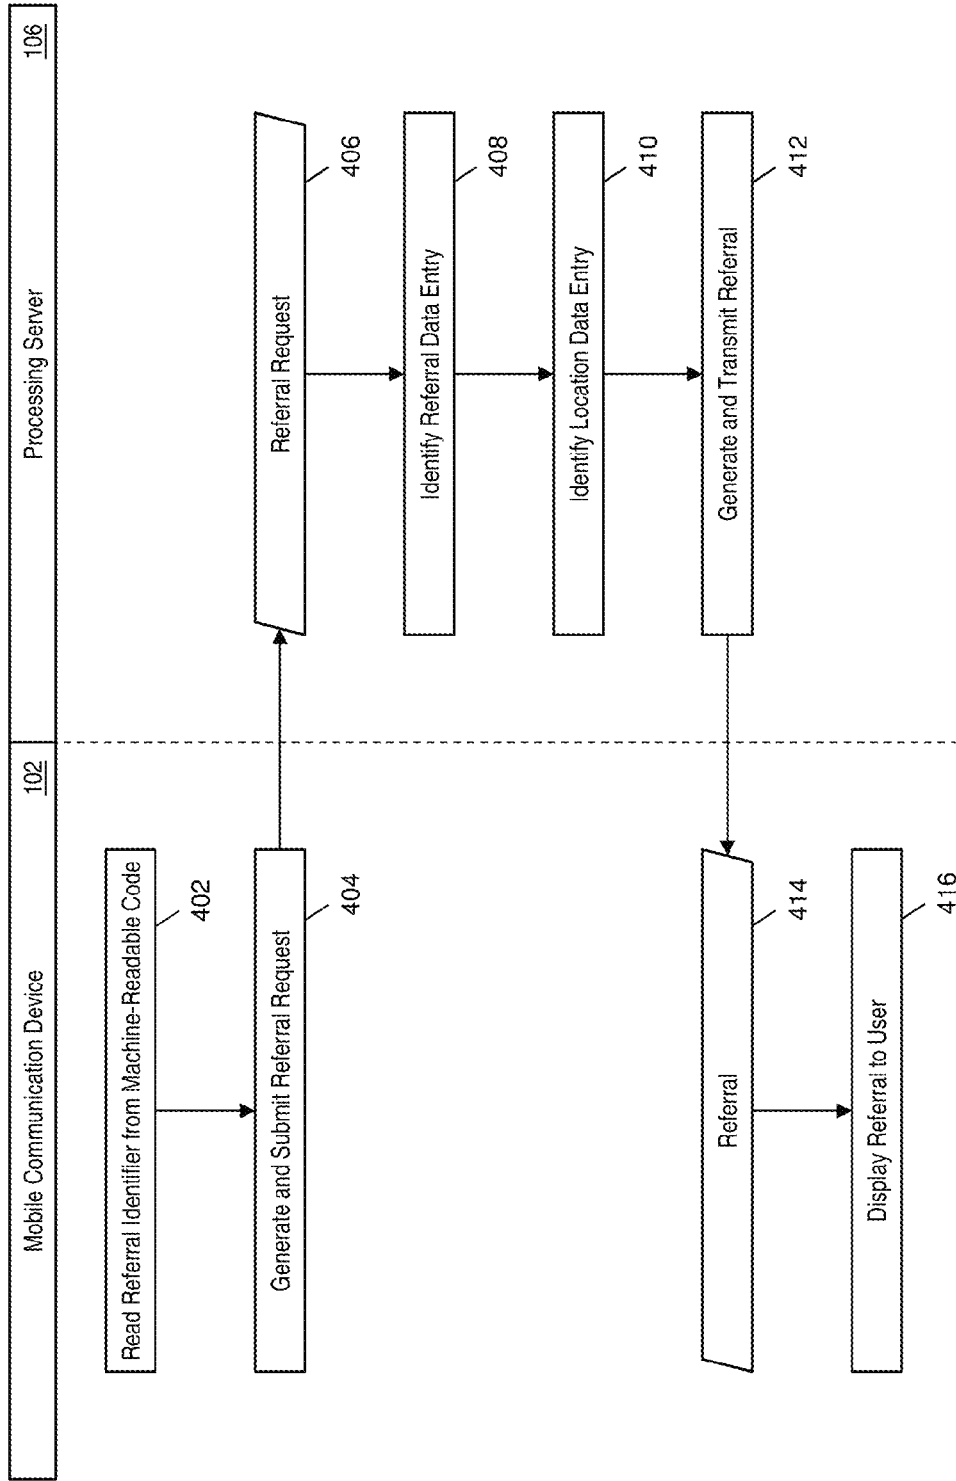 Mobile Communication Device
102
Processing Server
106
Read Referral Identifier from Machine-Readable Code
402
Generate and Submit Referral Request
404
Referral Request
406
Identify Referral Data Entry
408
Identify Location Data Entry
410
Generate and Transmit Referral
412
Referral
414
Display Referral to User
416